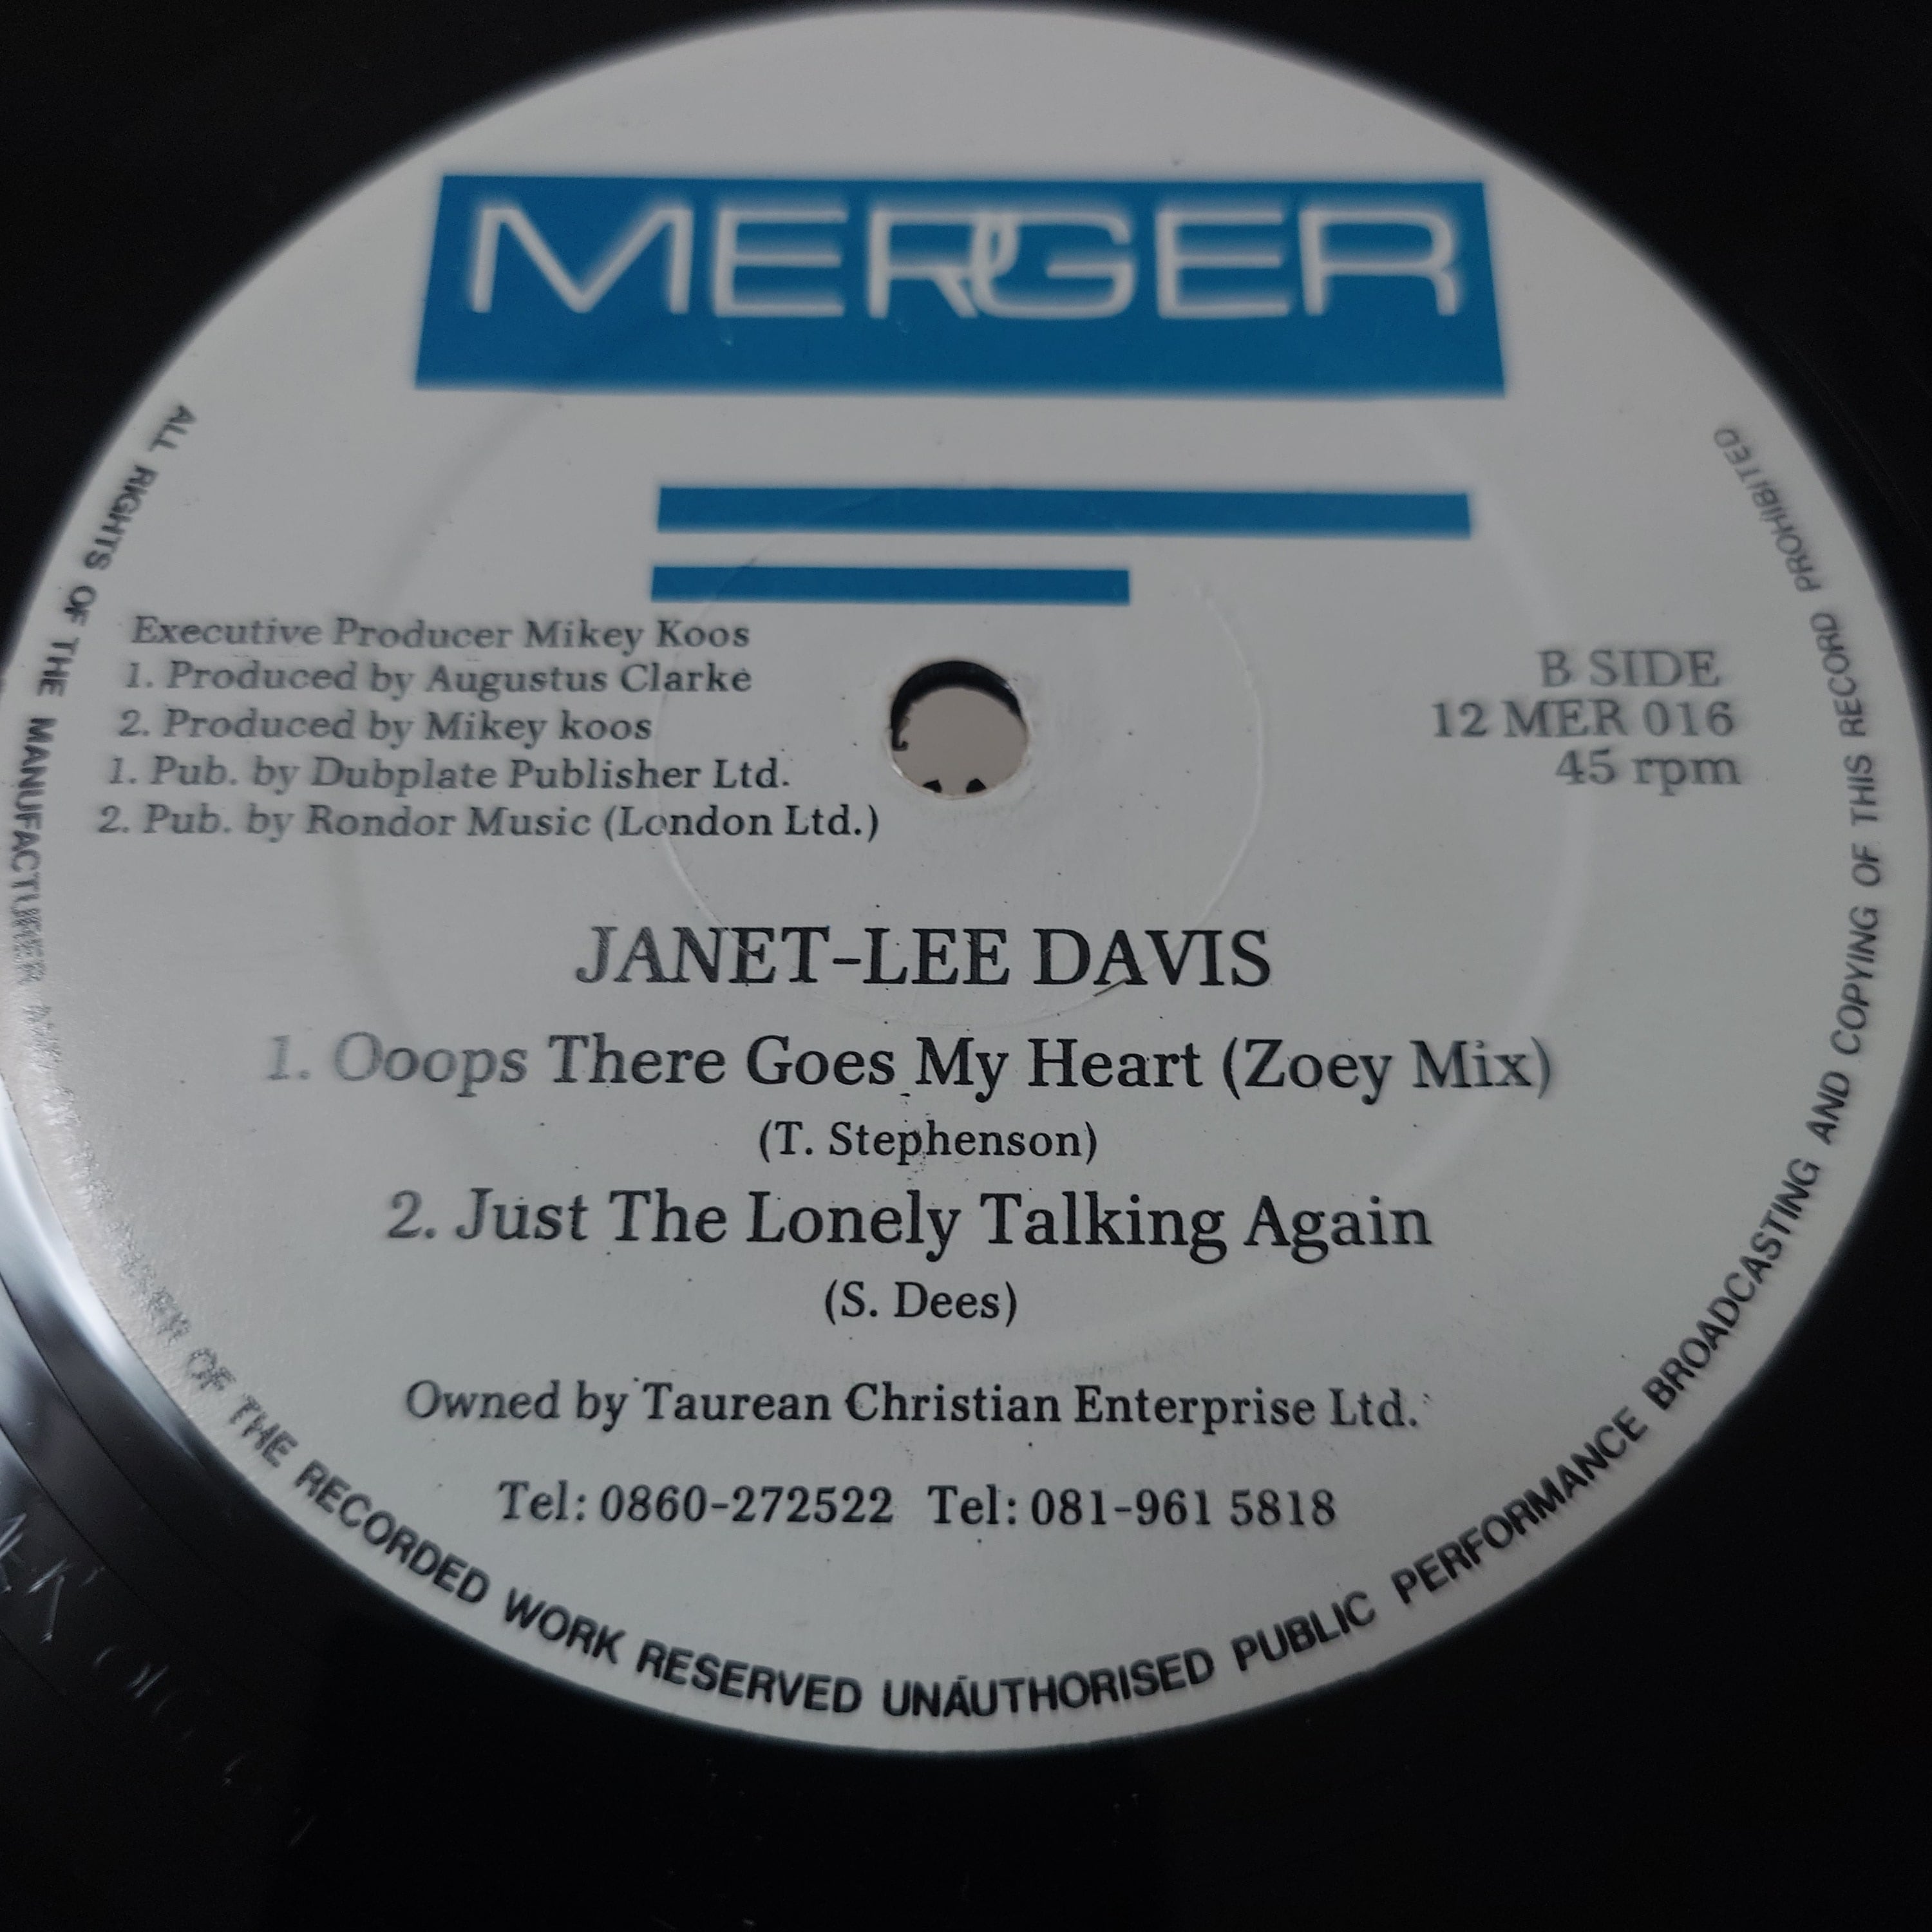 MERGER
Executive Producer Mikey Koos
1. Produced by Augustus Clarke
2. Produced by Mikey koos
1. Pub. by Dubplate Publisher Ltd.
2. Pub. by Rondor Music (London Ltd.)
B SIDE
12 MER 016
45 rpm
JANET-LEE DAVIS
1. Ooops There Goes My Heart (Zoey Mix)
(T. Stephenson)
2. Just The Lonely Talking Again
(S. Dees)
Owned by Taurean Christian Enterprise Ltd.
Tel: 0860-272522 Tel: 081-961 5818
ALL RIGHTS OF THE MANUFACTURER OF THE RECORDED WORK RESERVED UNAUTHORISED PUBLIC PERFORMANCE BROADCASTING AND COPYING OF THIS RECORD PROHIBITED